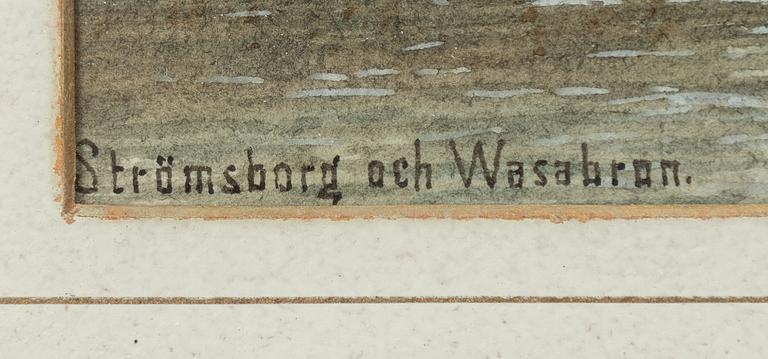 Strömsborg och Wasabron.